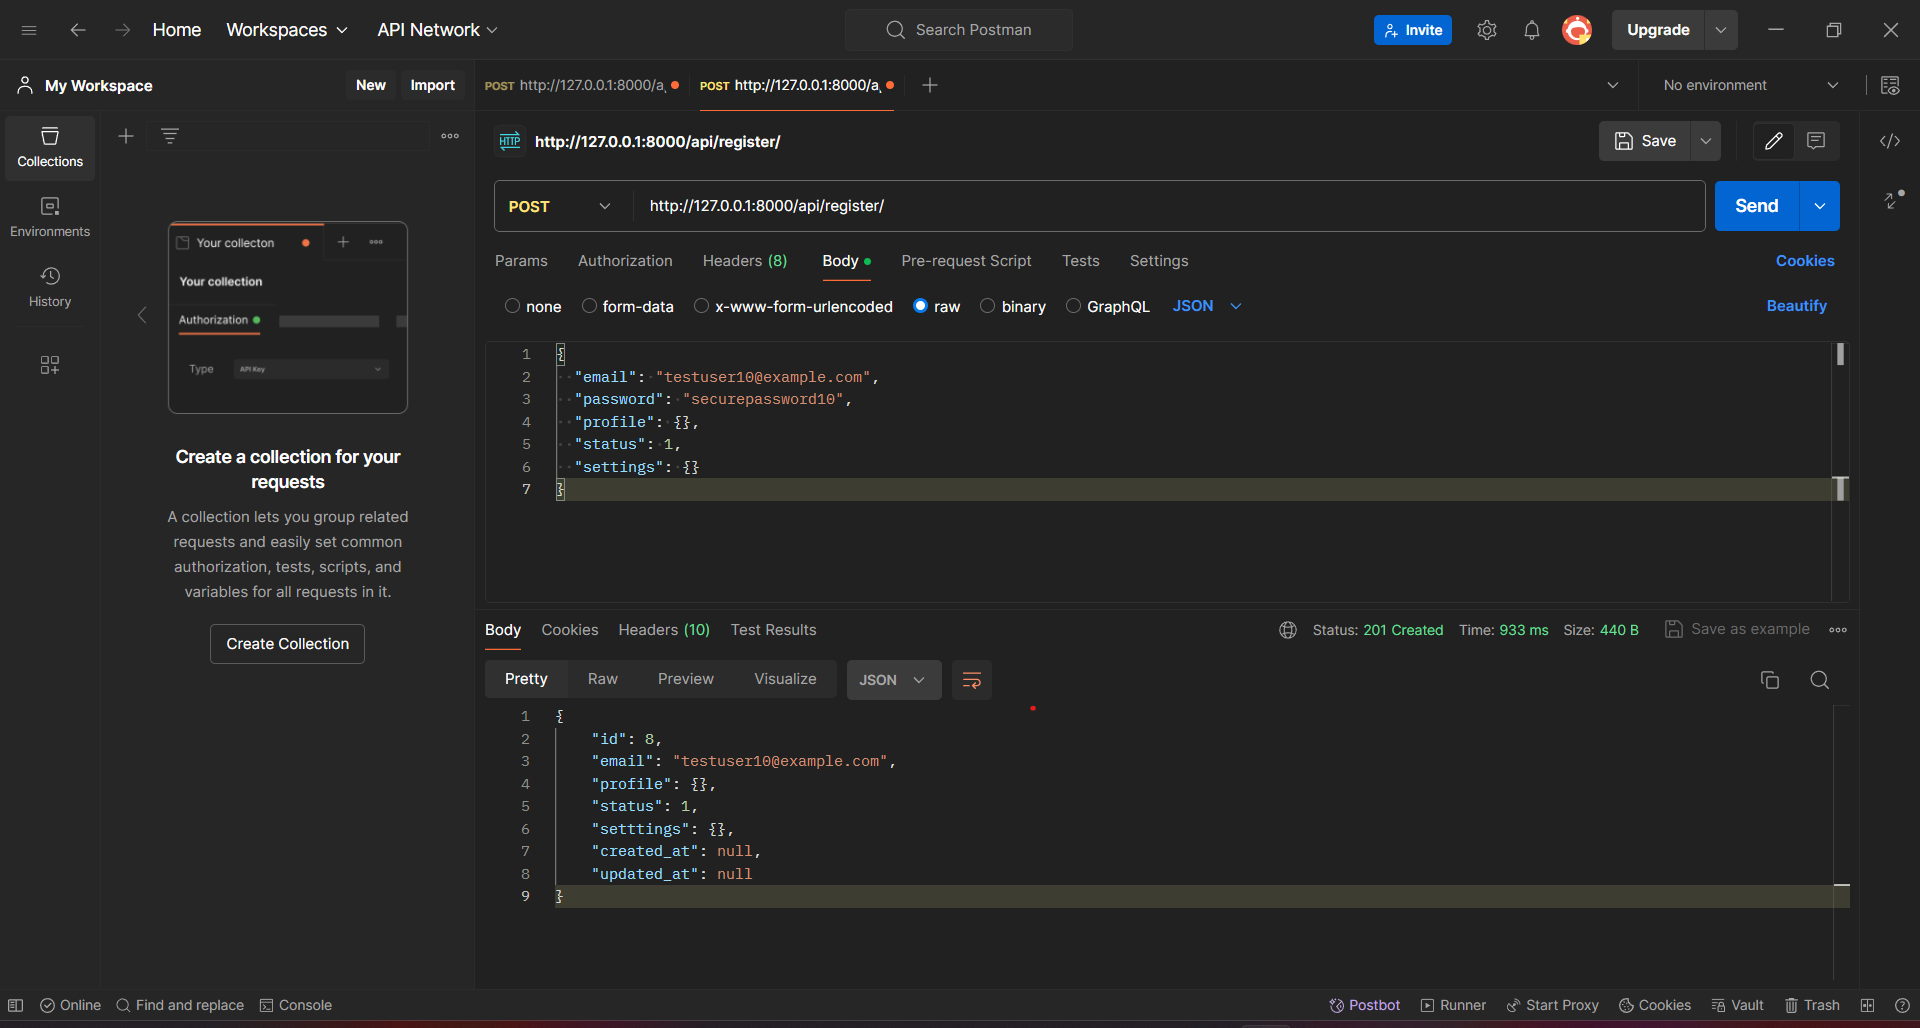 Home Workspaces API Network Search Postman Invite Upgrade
My Workspace New Import POST http://127.0.0.1:8000/a, POST http://127.0.0.1:8000/a, No environment
Collections
Environments
History
Your collecton
Your collection
Authorization
Type API Key
Create a collection for your
requests
A collection lets you group related
requests and easily set common
authorization, tests, scripts, and
variables for all requests in it.
Create Collection
HTTP http://127.0.0.1:8000/api/register/ Save
POST http://127.0.0.1:8000/api/register/ Send
Params Authorization Headers (8) Body Pre-request Script Tests Settings Cookies
none form-data x-www-form-urlencoded raw binary GraphQL JSON Beautify
1 {
2 "email": "testuser10@example.com",
3 "password": "securepassword10",
4 "profile": {},
5 "status": 1,
6 "settings": {}
7 }
Body Cookies Headers (10) Test Results Status: 201 Created Time: 933 ms Size: 440 B Save as example
Pretty Raw Preview Visualize JSON
1 {
2 "id": 8,
3 "email": "testuser10@example.com",
4 "profile": {},
5 "status": 1,
6 "setttings": {},
7 "created_at": null,
8 "updated_at": null
9 }
Online Find and replace Console Postbot Runner Start Proxy Cookies Vault Trash